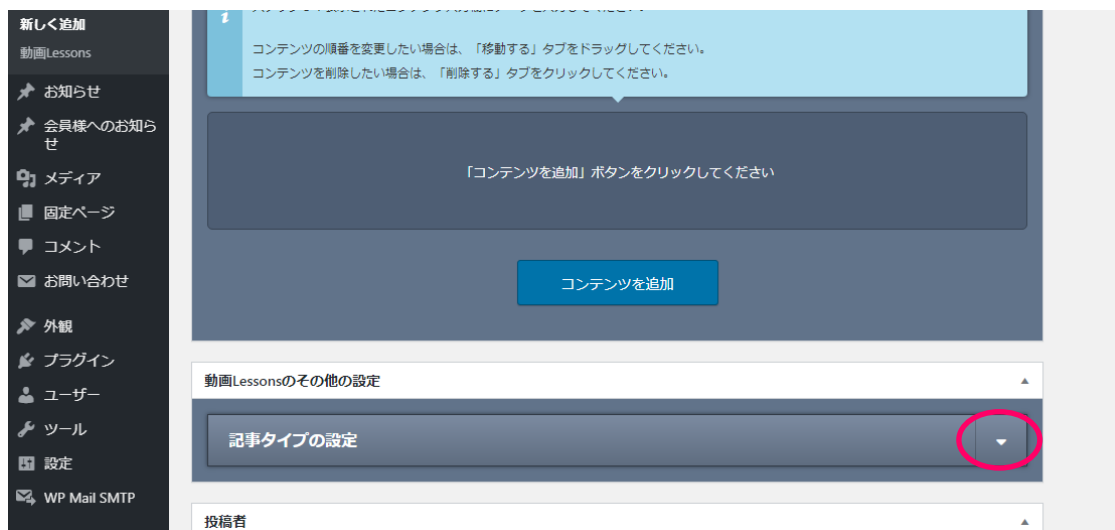 新しく追加
動画Lessons
お知らせ
会員様へのお知ら
せ
メディア
固定ページ
コメント
お問い合わせ
外観
プラグイン
ユーザー
ツール
設定
WP Mail SMTP
コンテンツの順番を変更したい場合は、「移動する」タブをドラッグしてください。
コンテンツを削除したい場合は、「削除する」タブをクリックしてください。
「コンテンツを追加」ボタンをクリックしてください
コンテンツを追加
動画Lessonsのその他の設定
記事タイプの設定
投稿者